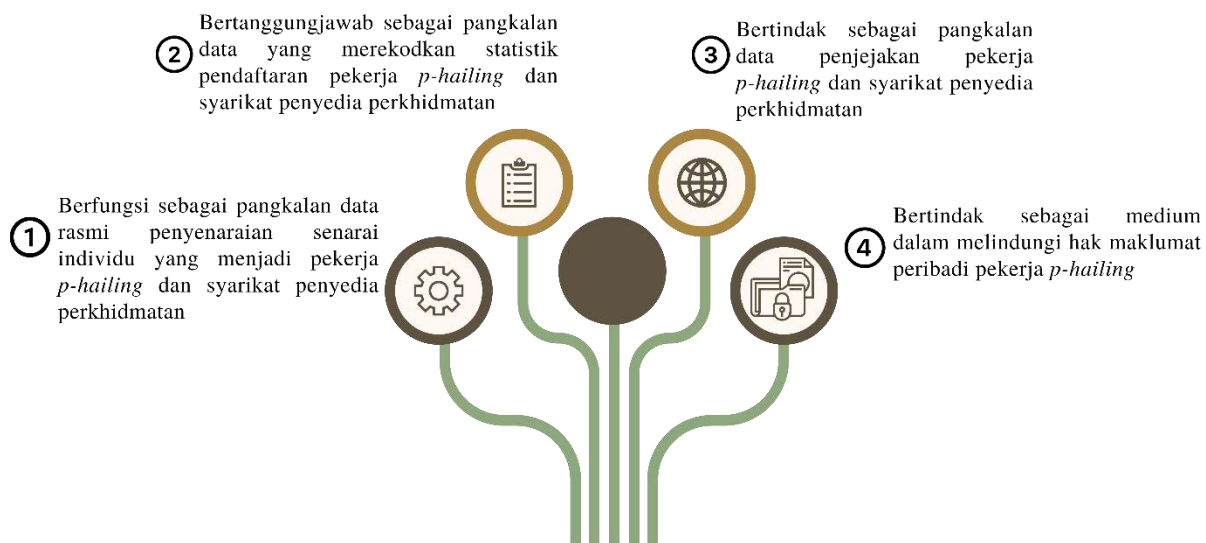 1
Berfungsi sebagai pangkalan data
rasmi penyenaraian senarai
individu yang menjadi pekerja
p-hailing dan syarikat penyedia
perkhidmatan
2
Bertanggungjawab sebagai pangkalan
data yang merekodkan statistik
pendaftaran pekerja p-hailing dan
syarikat penyedia perkhidmatan
3
Bertindak sebagai pangkalan
data penjejakan pekerja
p-hailing dan syarikat penyedia
perkhidmatan
4
Bertindak sebagai medium
dalam melindungi hak maklumat
peribadi pekerja p-hailing